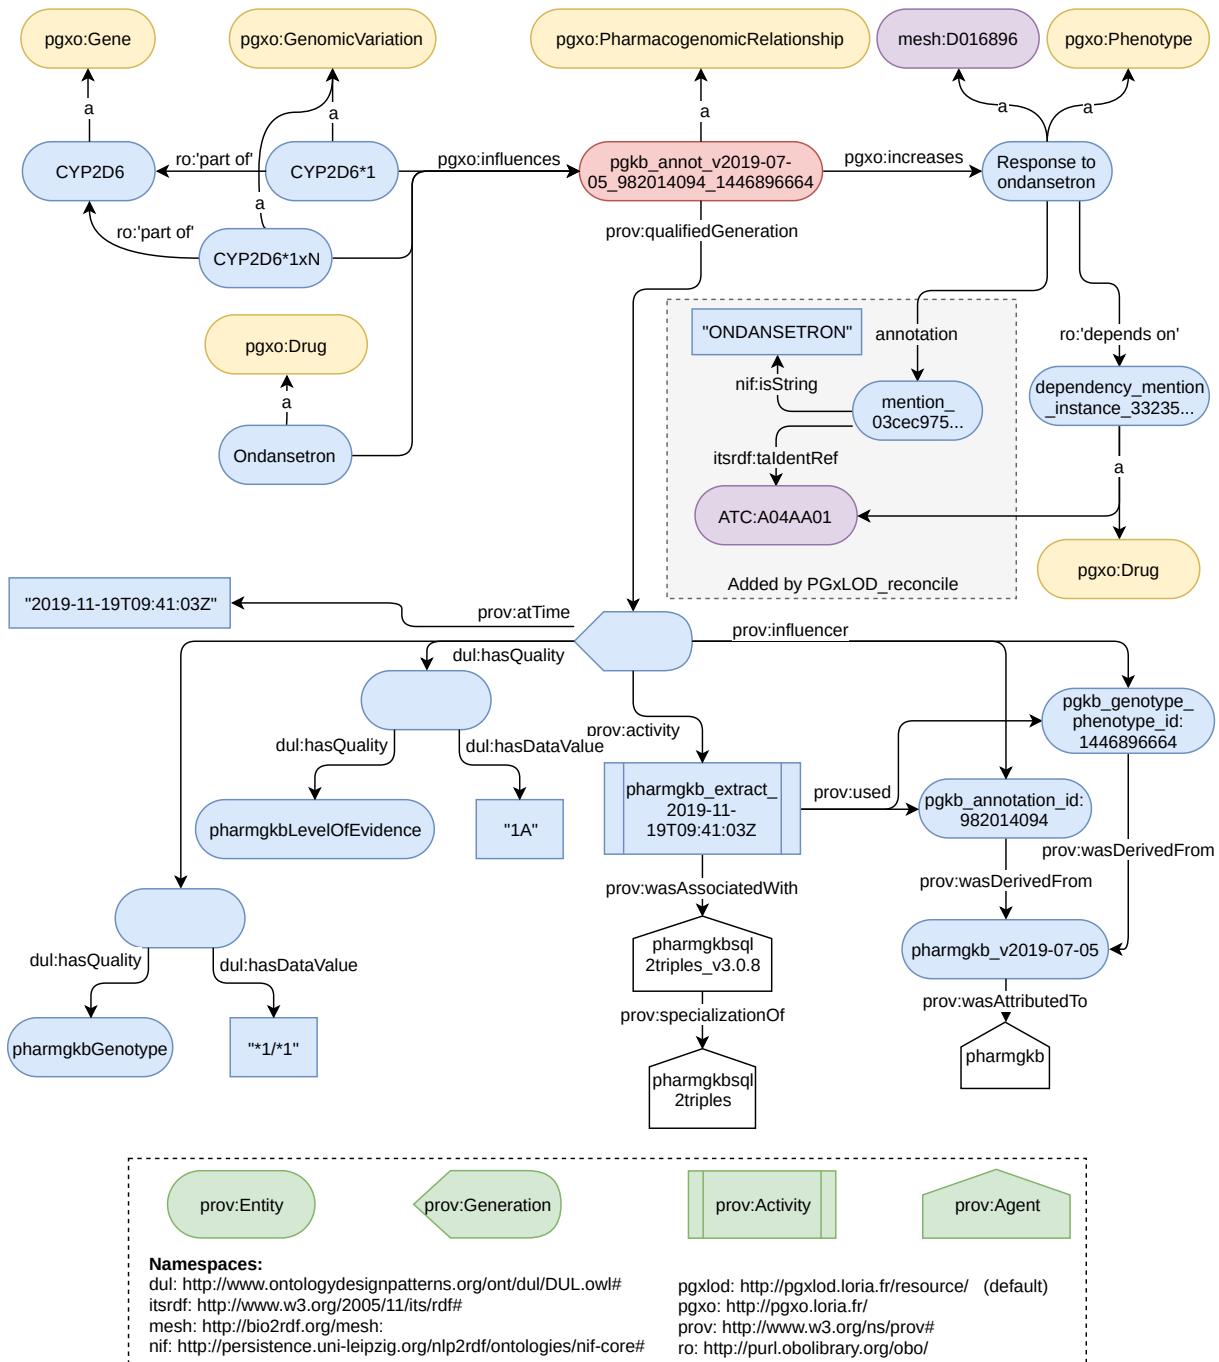 pgxo:Gene
pgxo:GenomicVariation
pgxo:PharmacogenomicRelationship
mesh:D016896
pgxo:Phenotype
a
a
a
a
a
CYP2D6
ro:'part of'
CYP2D6*1
pgxo:influences
pgkb_annot_v2019-07-
05_982014094_1446896664
pgxo:increases
Response to
ondansetron
a
ro:'part of'
CYP2D6*1xN
prov:qualifiedGeneration
pgxo:Drug
a
Ondansetron
"ONDANSETRON"
annotation
nif:isString
mention_
03cec975...
itsrdf:taIdentRef
ATC:A04AA01
Added by PGxLOD_reconcile
ro:'depends on'
dependency_mention
_instance_33235...
a
pgxo:Drug
"2019-11-19T09:41:03Z"
prov:atTime
prov:influencer
dul:hasQuality
dul:hasQuality
dul:hasDataValue
prov:activity
pgkb_genotype_
phenotype_id:
1446896664
pharmgkbLevelOfEvidence
"1A"
pharmgkb_extract_
2019-11-
19T09:41:03Z
prov:used
pgkb_annotation_id:
982014094
prov:wasDerivedFrom
prov:wasDerivedFrom
prov:wasAssociatedWith
dul:hasQuality
dul:hasDataValue
pharmgkbsql
2triples_v3.0.8
pharmgkb_v2019-07-05
prov:wasAttributedTo
prov:specializationOf
pharmgkbGenotype
"*1/*1"
pharmgkb
pharmgkbsql
2triples
prov:Entity
prov:Generation
prov:Activity
prov:Agent
Namespaces:
dul: http://www.ontologydesignpatterns.org/ont/dul/DUL.owl#
itsrdf: http://www.w3.org/2005/11/its/rdf#
mesh: http://bio2rdf.org/mesh:
nif: http://persistence.uni-leipzig.org/nlp2rdf/ontologies/nif-core#
pgxlod: http://pgxlod.loria.fr/resource/ (default)
pgxo: http://pgxo.loria.fr/
prov: http://www.w3.org/ns/prov#
ro: http://purl.obolibrary.org/obo/